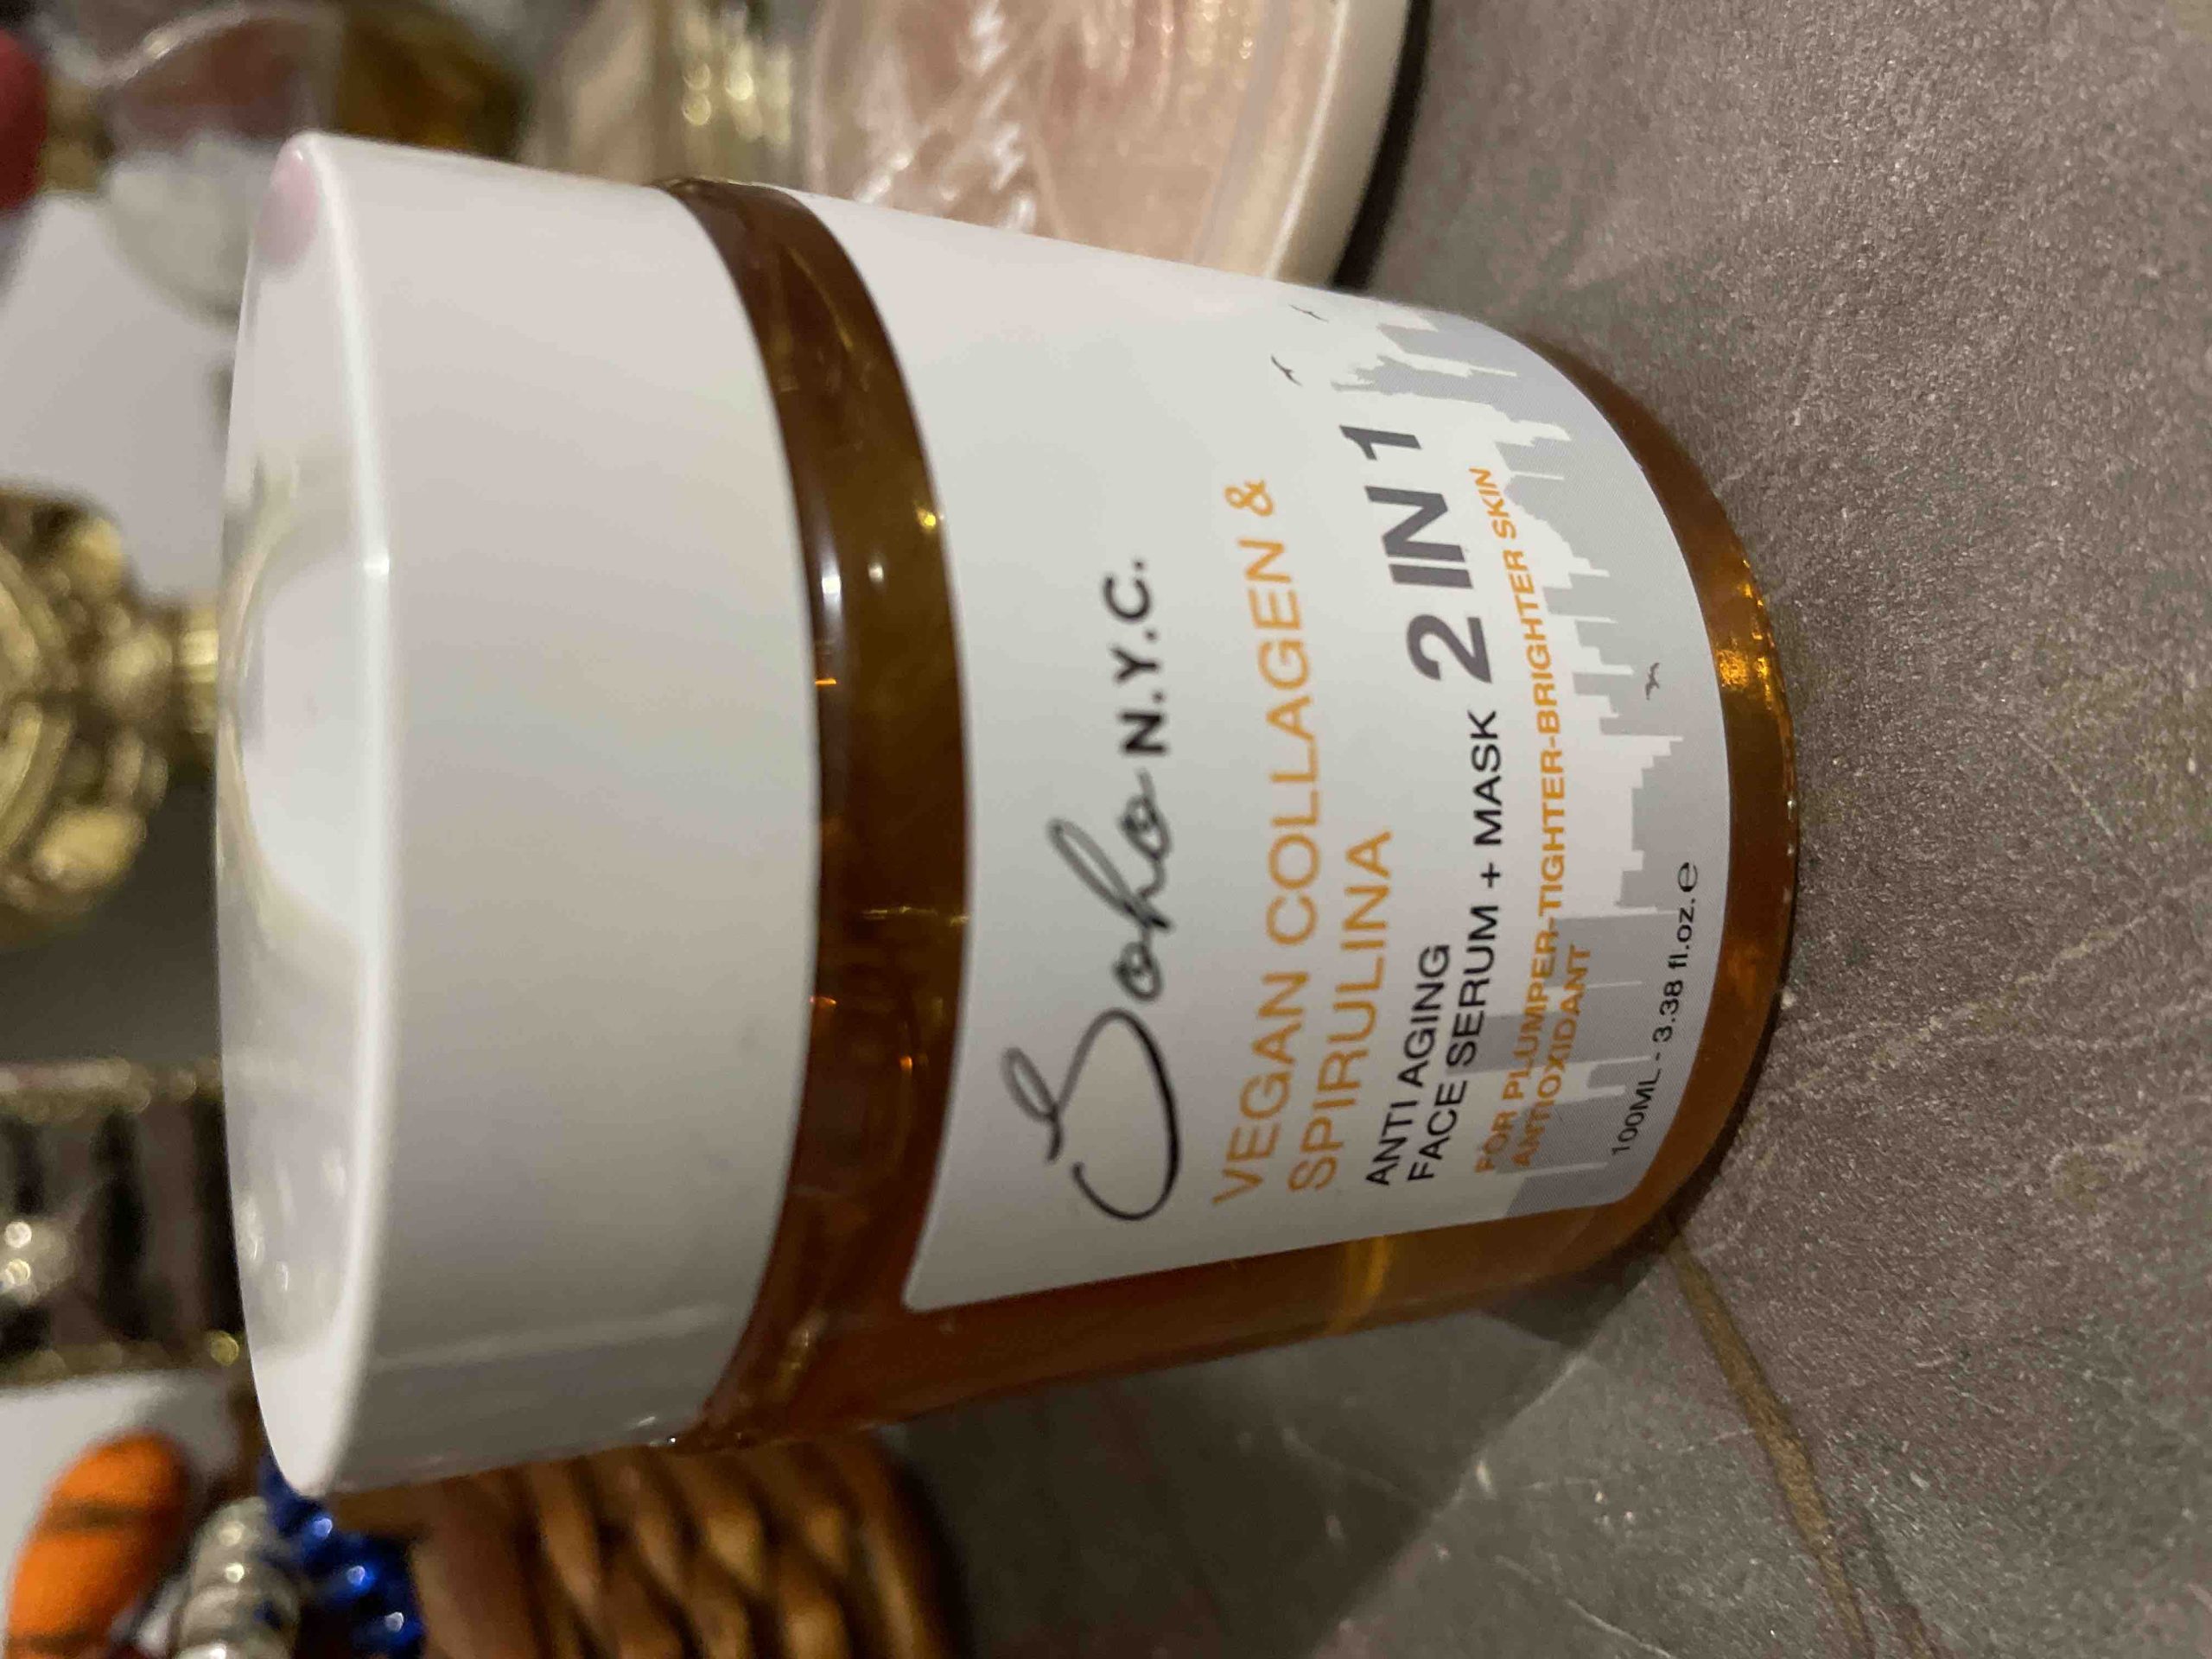 Soho N.Y.C.
VEGAN COLLAGEN &
SPIRULINA
ANTI AGING
FACE SERUM + MASK 2 IN 1
FOR PLUMPER-TIGHTER-BRIGHTER SKIN
ANTIOXIDANT
100ML - 3.38 fl.oz. ℮